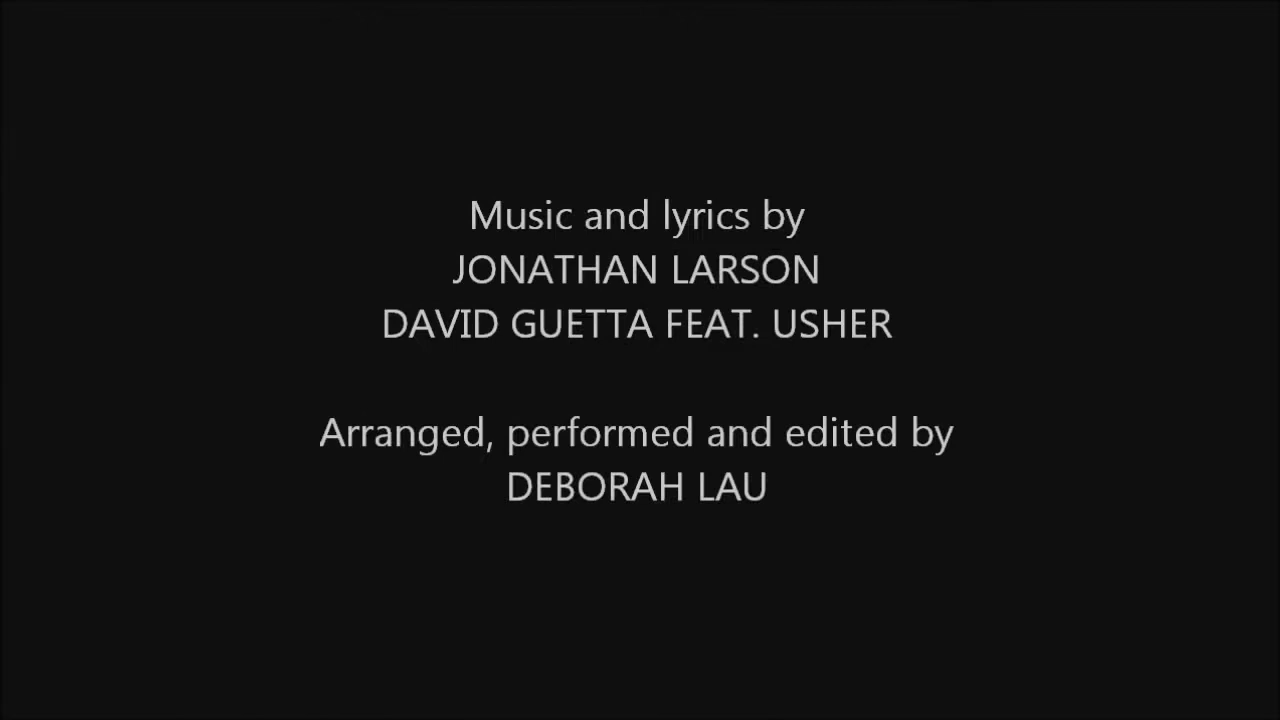 Music and lyrics by
JONATHAN LARSON
DAVID GUETTA FEAT. USHER
Arranged, performed and edited by
DEBORAH LAU